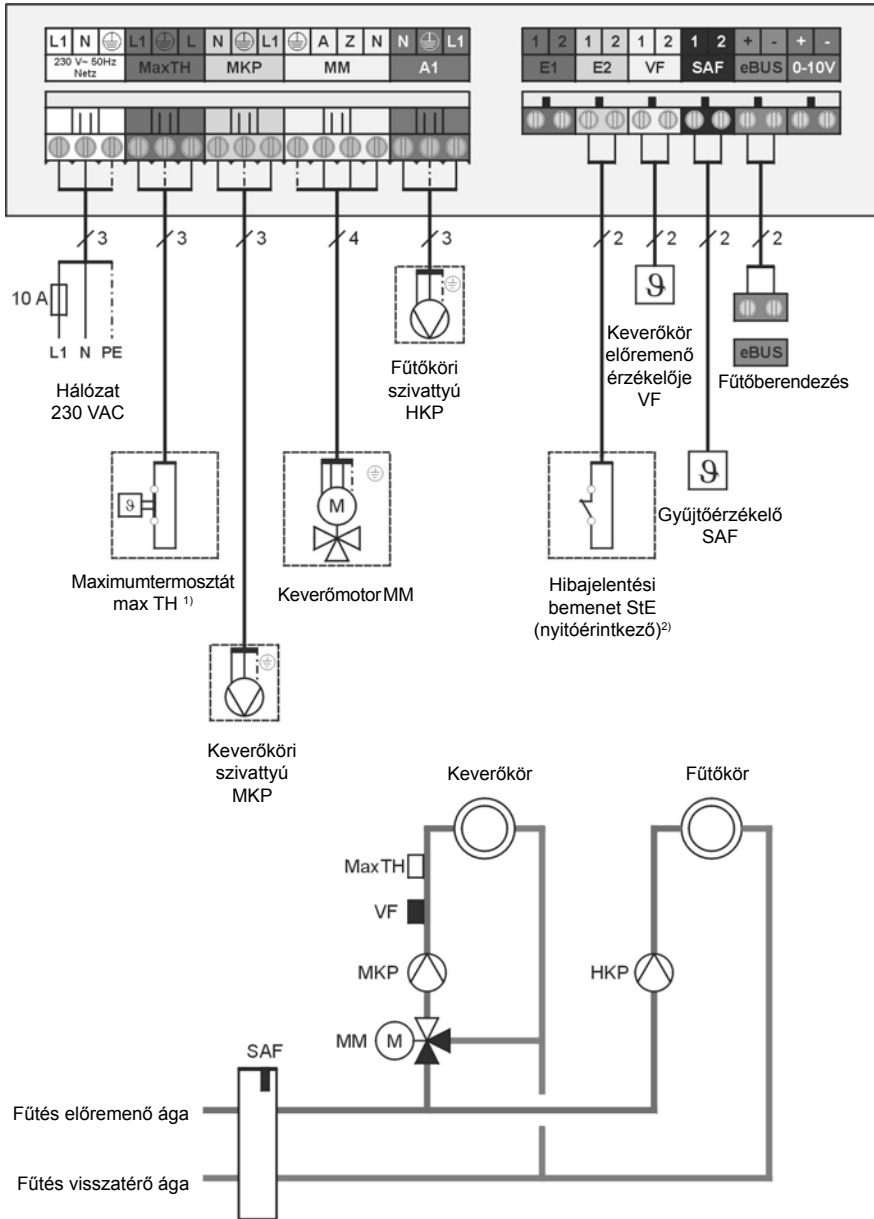 L1 N L1 L N L1 A Z N N L1
230 V~ 50Hz
Netz
MaxTH MKP MM A1
1 2 1 2 1 2 1 2 + - + -
E1 E2 VF SAF eBUS 0-10V
3 3 3 4 3 2 2 2 2
10 A
L1 N PE
Hálózat
230 VAC
Fűtőköri
szivattyú
HKP
ϑ
Keverőkör
előremenő
érzékelője
VF
eBUS
Fűtőberendezés
ϑ
Maximumtermosztát
max TH ¹⁾
M
KeverőmotorMM
Hibajelentési
bemenet StE
(nyitóérintkező)²⁾
ϑ
Gyűjtőérzékelő
SAF
Keverőköri
szivattyú
MKP
Keverőkör
Fűtőkör
MaxTH
VF
MKP
HKP
MM M
SAF
Fűtés előremenő ága
Fűtés visszatérő ága